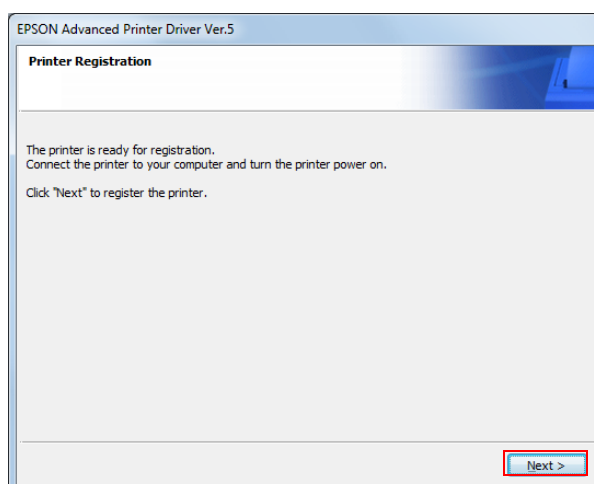 EPSON Advanced Printer Driver Ver.5
Printer Registration
The printer is ready for registration.
Connect the printer to your computer and turn the printer power on.
Click "Next" to register the printer.
Next >